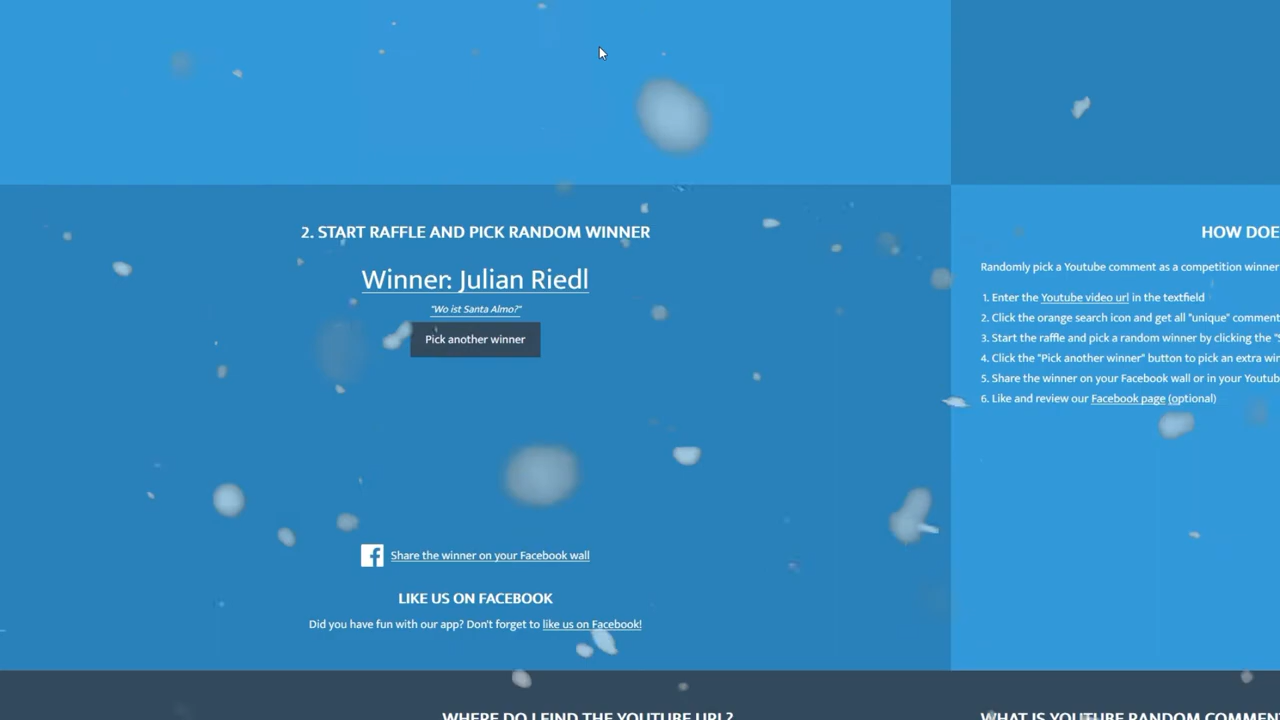 2. START RAFFLE AND PICK RANDOM WINNER
Winner: Julian Riedl
"Wo ist Santa Almo?"
Pick another winner
Share the winner on your Facebook wall
LIKE US ON FACEBOOK
Did you have fun with our app? Don't forget to like us on Facebook!
HOW DOE
Randomly pick a Youtube comment as a competition winner
1. Enter the Youtube video url in the textfield
2. Click the orange search icon and get all "unique" comment
3. Start the raffle and pick a random winner by clicking the "S
4. Click the "Pick another winner" button to pick an extra win
5. Share the winner on your Facebook wall or in your Youtub
6. Like and review our Facebook page (optional)
WHERE DO I FIND THE YOUTUBE URL?
WHAT IS YOUTUBE RANDOM COMMEN